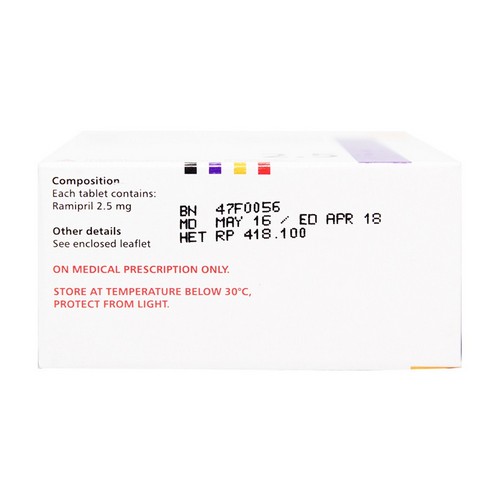 Composition
Each tablet contains:
Ramipril 2.5 mg
Other details
See enclosed leaflet
BN 47F0056
MD MAY 16 / ED APR 18
HET RP 418.100
ON MEDICAL PRESCRIPTION ONLY.
STORE AT TEMPERATURE BELOW 30°C,
PROTECT FROM LIGHT.